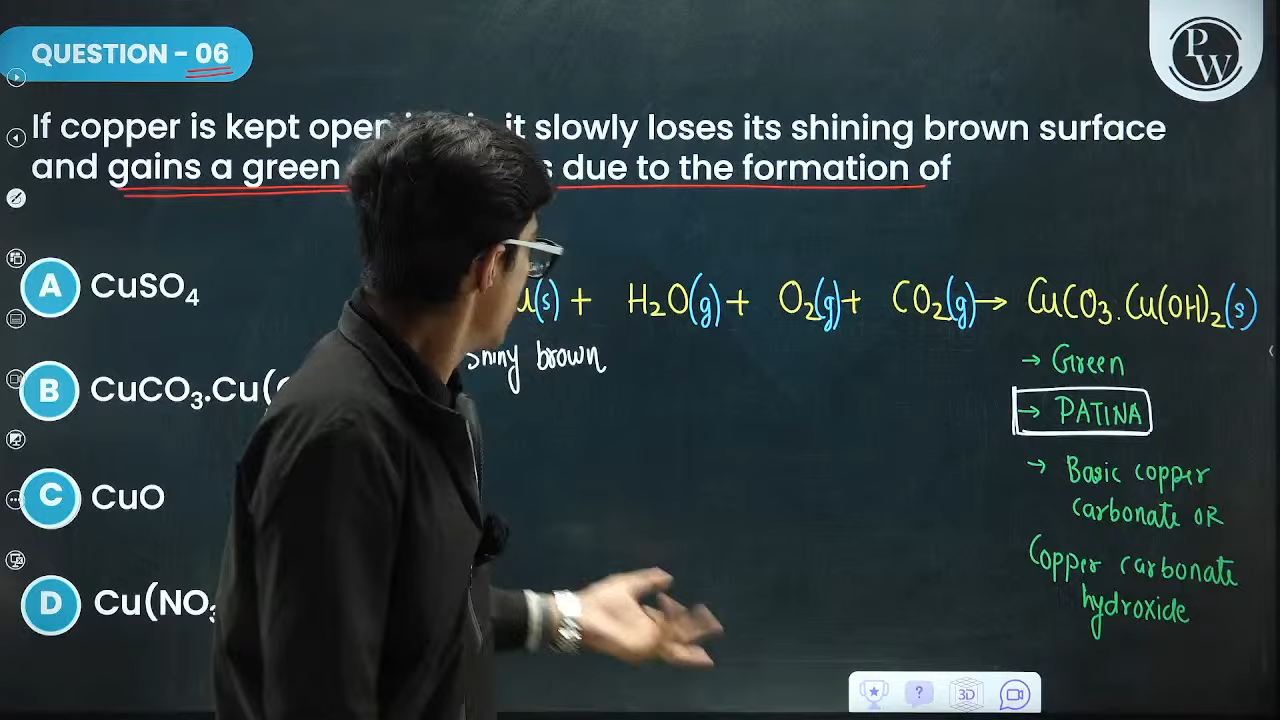 QUESTION - 06
PW
If copper is kept open it slowly loses its shining brown surface
and gains a green due to the formation of
A CuSO₄
Cu(s) + H₂O(g) + O₂(g) + CO₂(g) → CuCO₃.Cu(OH)₂(s)
shiny brown
→ Green
B CuCO₃.Cu(
→ PATINA
→ Basic copper
carbonate OR
C CuO
Copper carbonate
hydroxide
D Cu(NO₃
3D